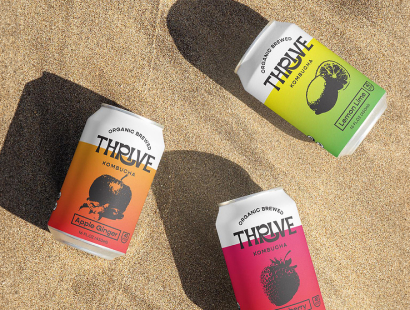 ORGANIC BREWED
THRIVE
KOMBUCHA
Lemon Lime
ORGANIC BREWED
THRIVE
KOMBUCHA
Apple Ginger
ORGANIC BREWED
THRIVE
KOMBUCHA